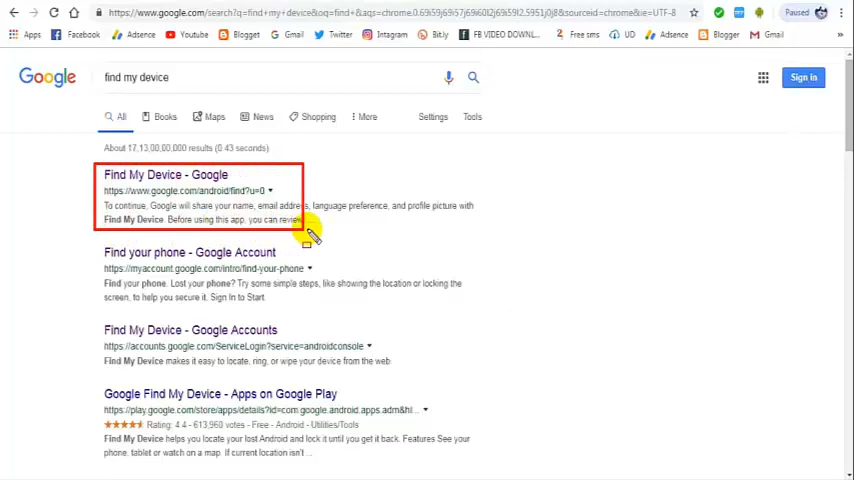 https://www.google.com/search?q=find+my+device&oq=find+&aqs=chrome.0.69i59j69i57j69i60l2j69i59l2.5951j0j8&sourceid=chrome&ie=UTF-8
Paused
Apps Facebook Adsence Youtube Blogget Gmail Twitter Intagram Bit.ly FB VIDEO DOWNL... Free sms UD Adsence Blogger Gmail »
Google find my device Sign in
All Books Maps News Shopping More Settings Tools
About 17,13,00,00,000 results (0.43 seconds)
Find My Device - Google
https://www.google.com/android/find?u=0
To continue, Google will share your name, email address, language preference, and profile picture with
Find My Device. Before using this app, you can review
Find your phone - Google Account
https://myaccount.google.com/intro/find-your-phone
Find your phone. Lost your phone? Try some simple steps, like showing the location or locking the
screen, to help you secure it. Sign In to Start.
Find My Device - Google Accounts
https://accounts.google.com/ServiceLogin?service=androidconsole
Find My Device makes it easy to locate, ring, or wipe your device from the web.
Google Find My Device - Apps on Google Play
https://play.google.com/store/apps/details?id=com.google.android.apps.adm&hl...
Rating: 4.4 - 613,960 votes - Free - Android - Utilities/Tools
Find My Device helps you locate your lost Android and lock it until you get it back. Features See your
phone, tablet or watch on a map. If current location isn't ...